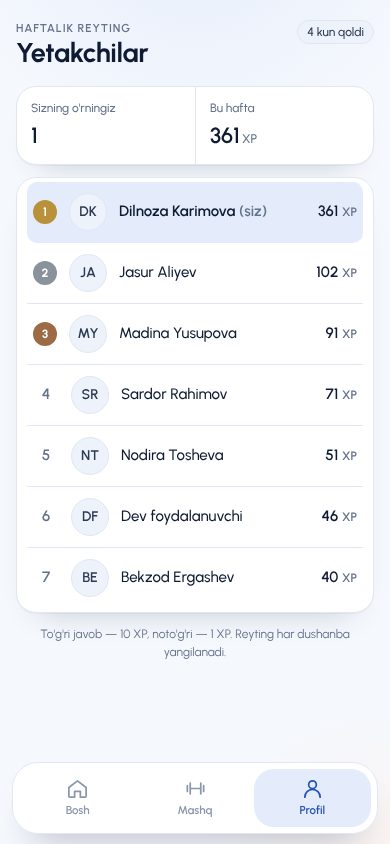 HAFTALIK REYTING
Yetakchilar
4 kun qoldi
Sizning o'rningiz
1
Bu hafta
361 XP
1 DK Dilnoza Karimova (siz) 361 XP
2 JA Jasur Aliyev 102 XP
3 MY Madina Yusupova 91 XP
4 SR Sardor Rahimov 71 XP
5 NT Nodira Tosheva 51 XP
6 DF Dev foydalanuvchi 46 XP
7 BE Bekzod Ergashev 40 XP
To'g'ri javob — 10 XP, noto'g'ri — 1 XP. Reyting har dushanba
yangilanadi.
Bosh
Mashq
Profil